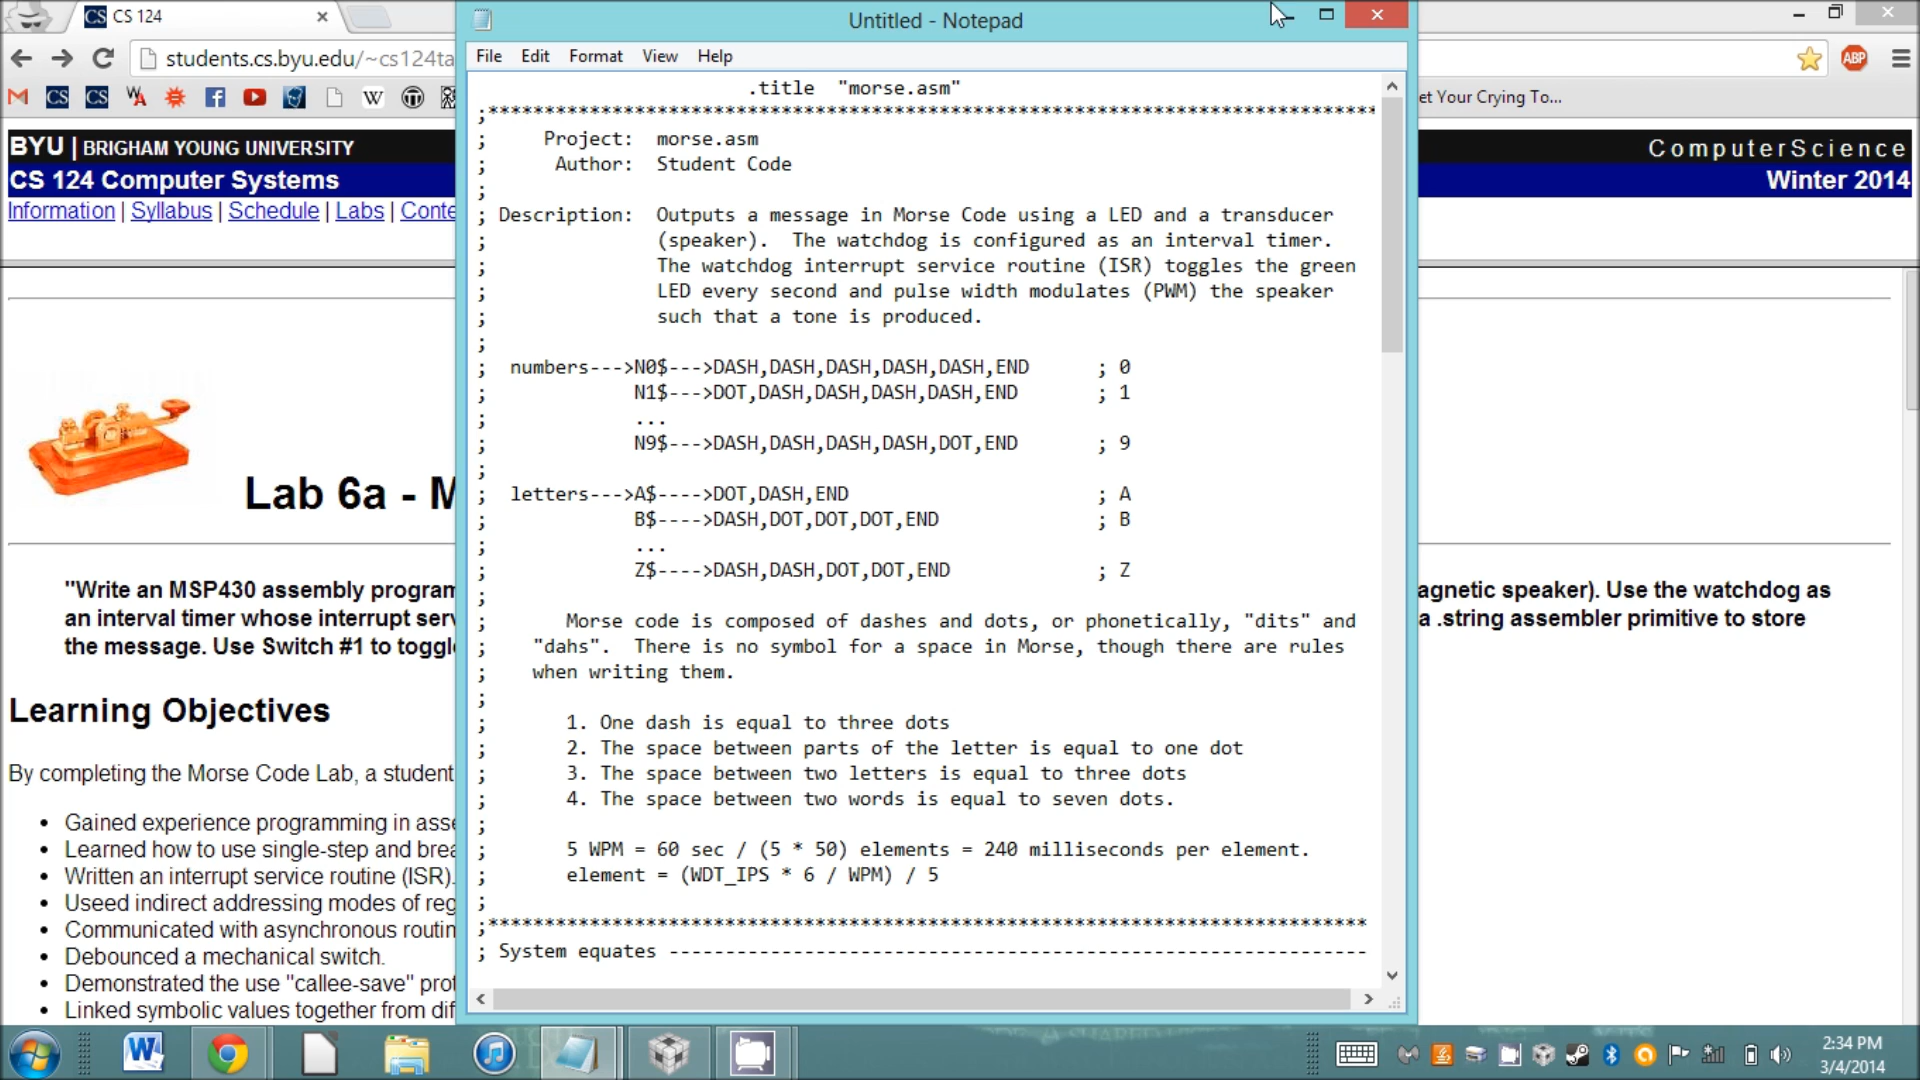 CS CS 124
Untitled - Notepad
students.cs.byu.edu/~cs124ta
ABP
File Edit Format View Help
CS CS W
et Your Crying To...
.title "morse.asm"
;*******************************************************************************
; Project: morse.asm
; Author: Student Code
;
; Description: Outputs a message in Morse Code using a LED and a transducer
; (speaker). The watchdog is configured as an interval timer.
; The watchdog interrupt service routine (ISR) toggles the green
; LED every second and pulse width modulates (PWM) the speaker
; such that a tone is produced.
;
; numbers--->N0$--->DASH,DASH,DASH,DASH,DASH,END ; 0
; N1$--->DOT,DASH,DASH,DASH,DASH,END ; 1
; ...
; N9$--->DASH,DASH,DASH,DASH,DOT,END ; 9
;
; letters--->A$---->DOT,DASH,END ; A
; B$---->DASH,DOT,DOT,DOT,END ; B
; ...
; Z$---->DASH,DASH,DOT,DOT,END ; Z
;
; Morse code is composed of dashes and dots, or phonetically, "dits" and
; "dahs". There is no symbol for a space in Morse, though there are rules
; when writing them.
;
; 1. One dash is equal to three dots
; 2. The space between parts of the letter is equal to one dot
; 3. The space between two letters is equal to three dots
; 4. The space between two words is equal to seven dots.
;
; 5 WPM = 60 sec / (5 * 50) elements = 240 milliseconds per element.
; element = (WDT_IPS * 6 / WPM) / 5
;
;******************************************************************************
; System equates --------------------------------------------------------------
BYU | BRIGHAM YOUNG UNIVERSITY
ComputerScience
CS 124 Computer Systems
Winter 2014
Information | Syllabus | Schedule | Labs | Conte
Lab 6a - M
"Write an MSP430 assembly program
agnetic speaker). Use the watchdog as
an interval timer whose interrupt serv
a .string assembler primitive to store
the message. Use Switch #1 to toggl
Learning Objectives
By completing the Morse Code Lab, a student
• Gained experience programming in asse
• Learned how to use single-step and brea
• Written an interrupt service routine (ISR).
• Useed indirect addressing modes of reg
• Communicated with asynchronous routin
• Debounced a mechanical switch.
• Demonstrated the use "callee-save" prot
• Linked symbolic values together from dif
W
2:34 PM
3/4/2014